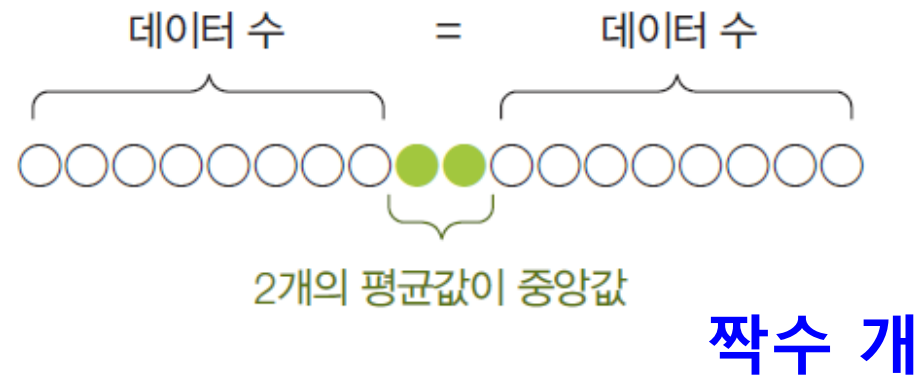 데이터 수 = 데이터 수
2개의 평균값이 중앙값
짝수 개